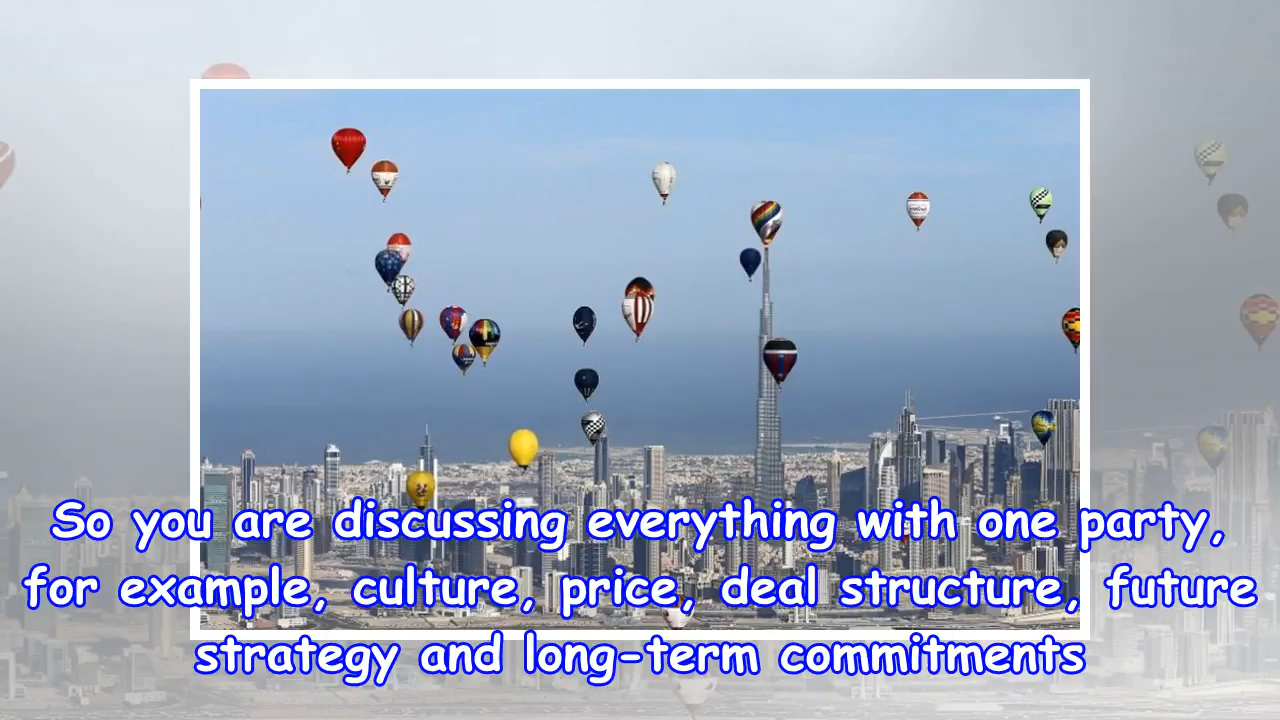 So you are discussing everything with one party,
for example, culture, price, deal structure, future
strategy and long-term commitments